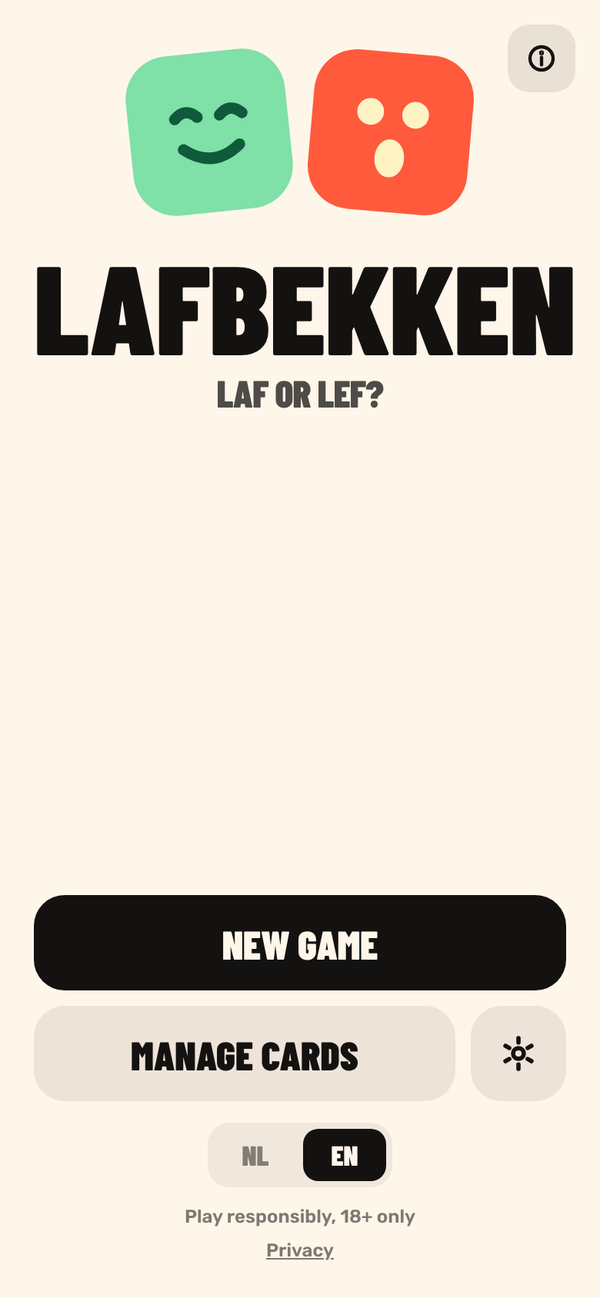 LAFBEKKEN
LAF OR LEF?
NEW GAME
MANAGE CARDS
NL EN
Play responsibly, 18+ only
Privacy